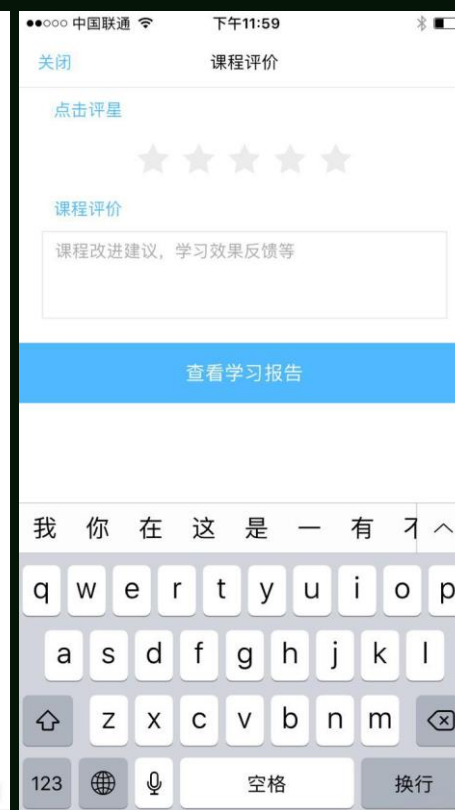 中国联通 下午11:59
关闭 课程评价
点击评星
课程评价
课程改进建议，学习效果反馈等
查看学习报告
我 你 在 这 是 一 有
q w e r t y u i o p
a s d f g h j k l
z x c v b n m
123 空格 换行